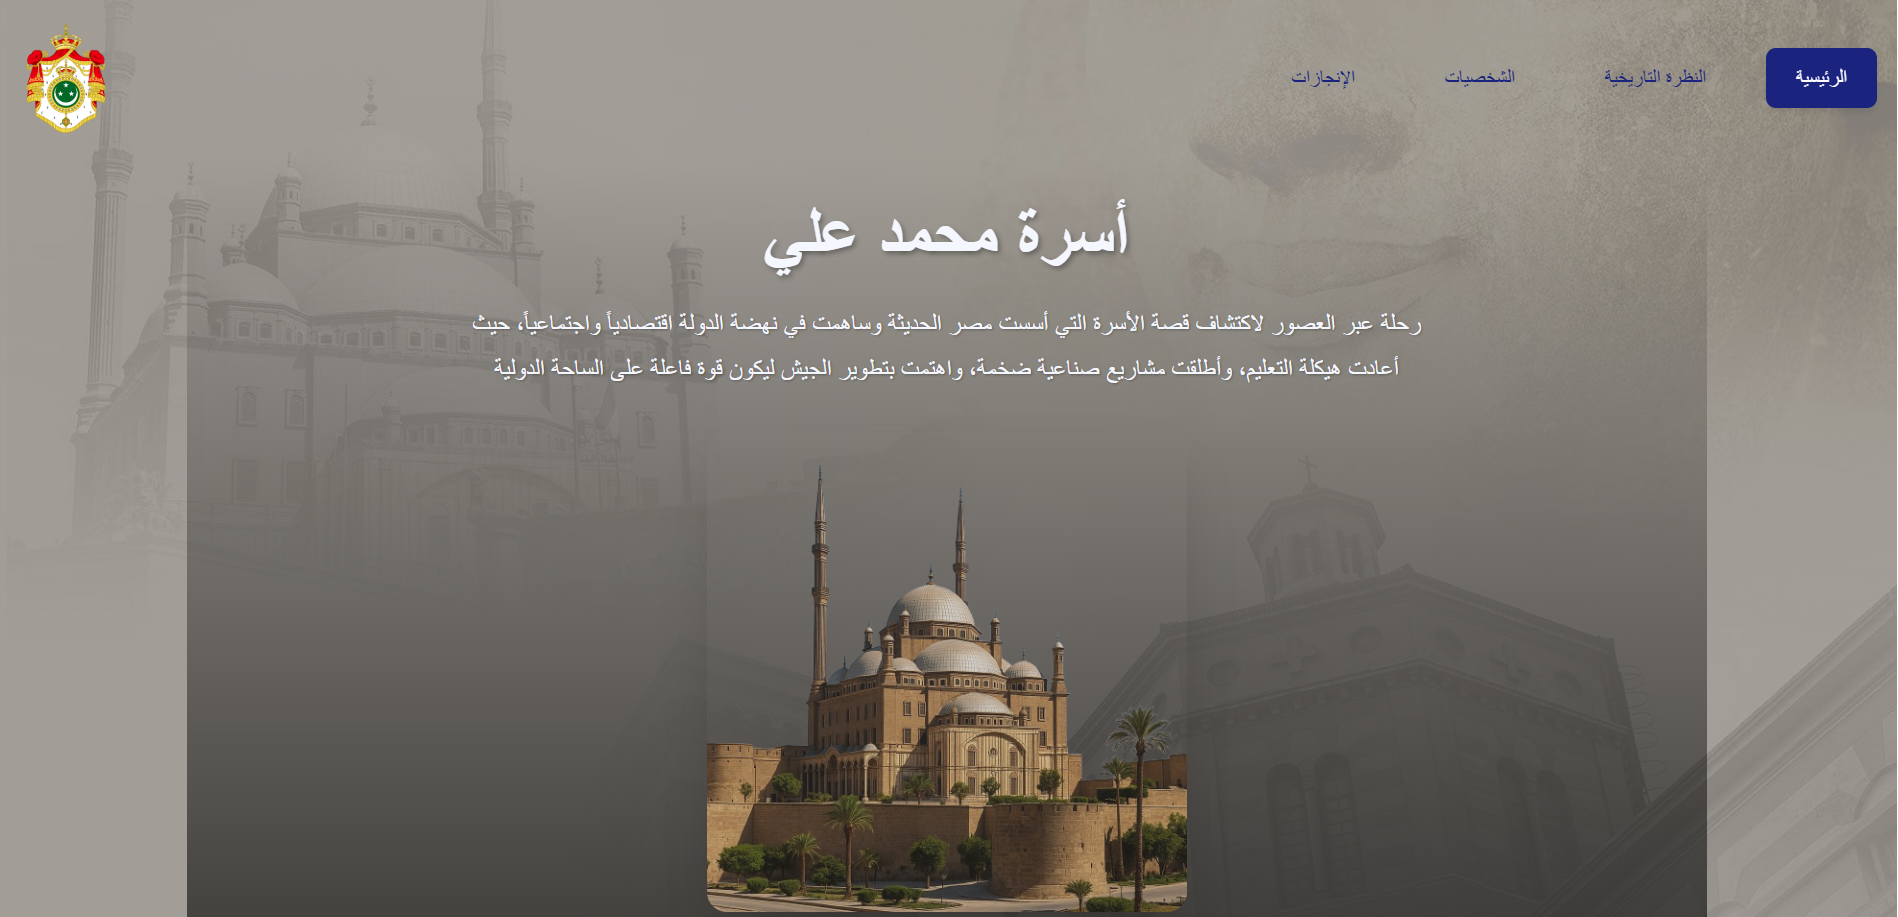 الرئيسية
النظرة التاريخية
الشخصيات
الإنجازات
أسرة محمد علي
رحلة عبر العصور لاكتشاف قصة الأسرة التي أسست مصر الحديثة وساهمت في نهضة الدولة اقتصادياً واجتماعياً، حيث
أعادت هيكلة التعليم، وأطلقت مشاريع صناعية ضخمة، واهتمت بتطوير الجيش ليكون قوة فاعلة على الساحة الدولية